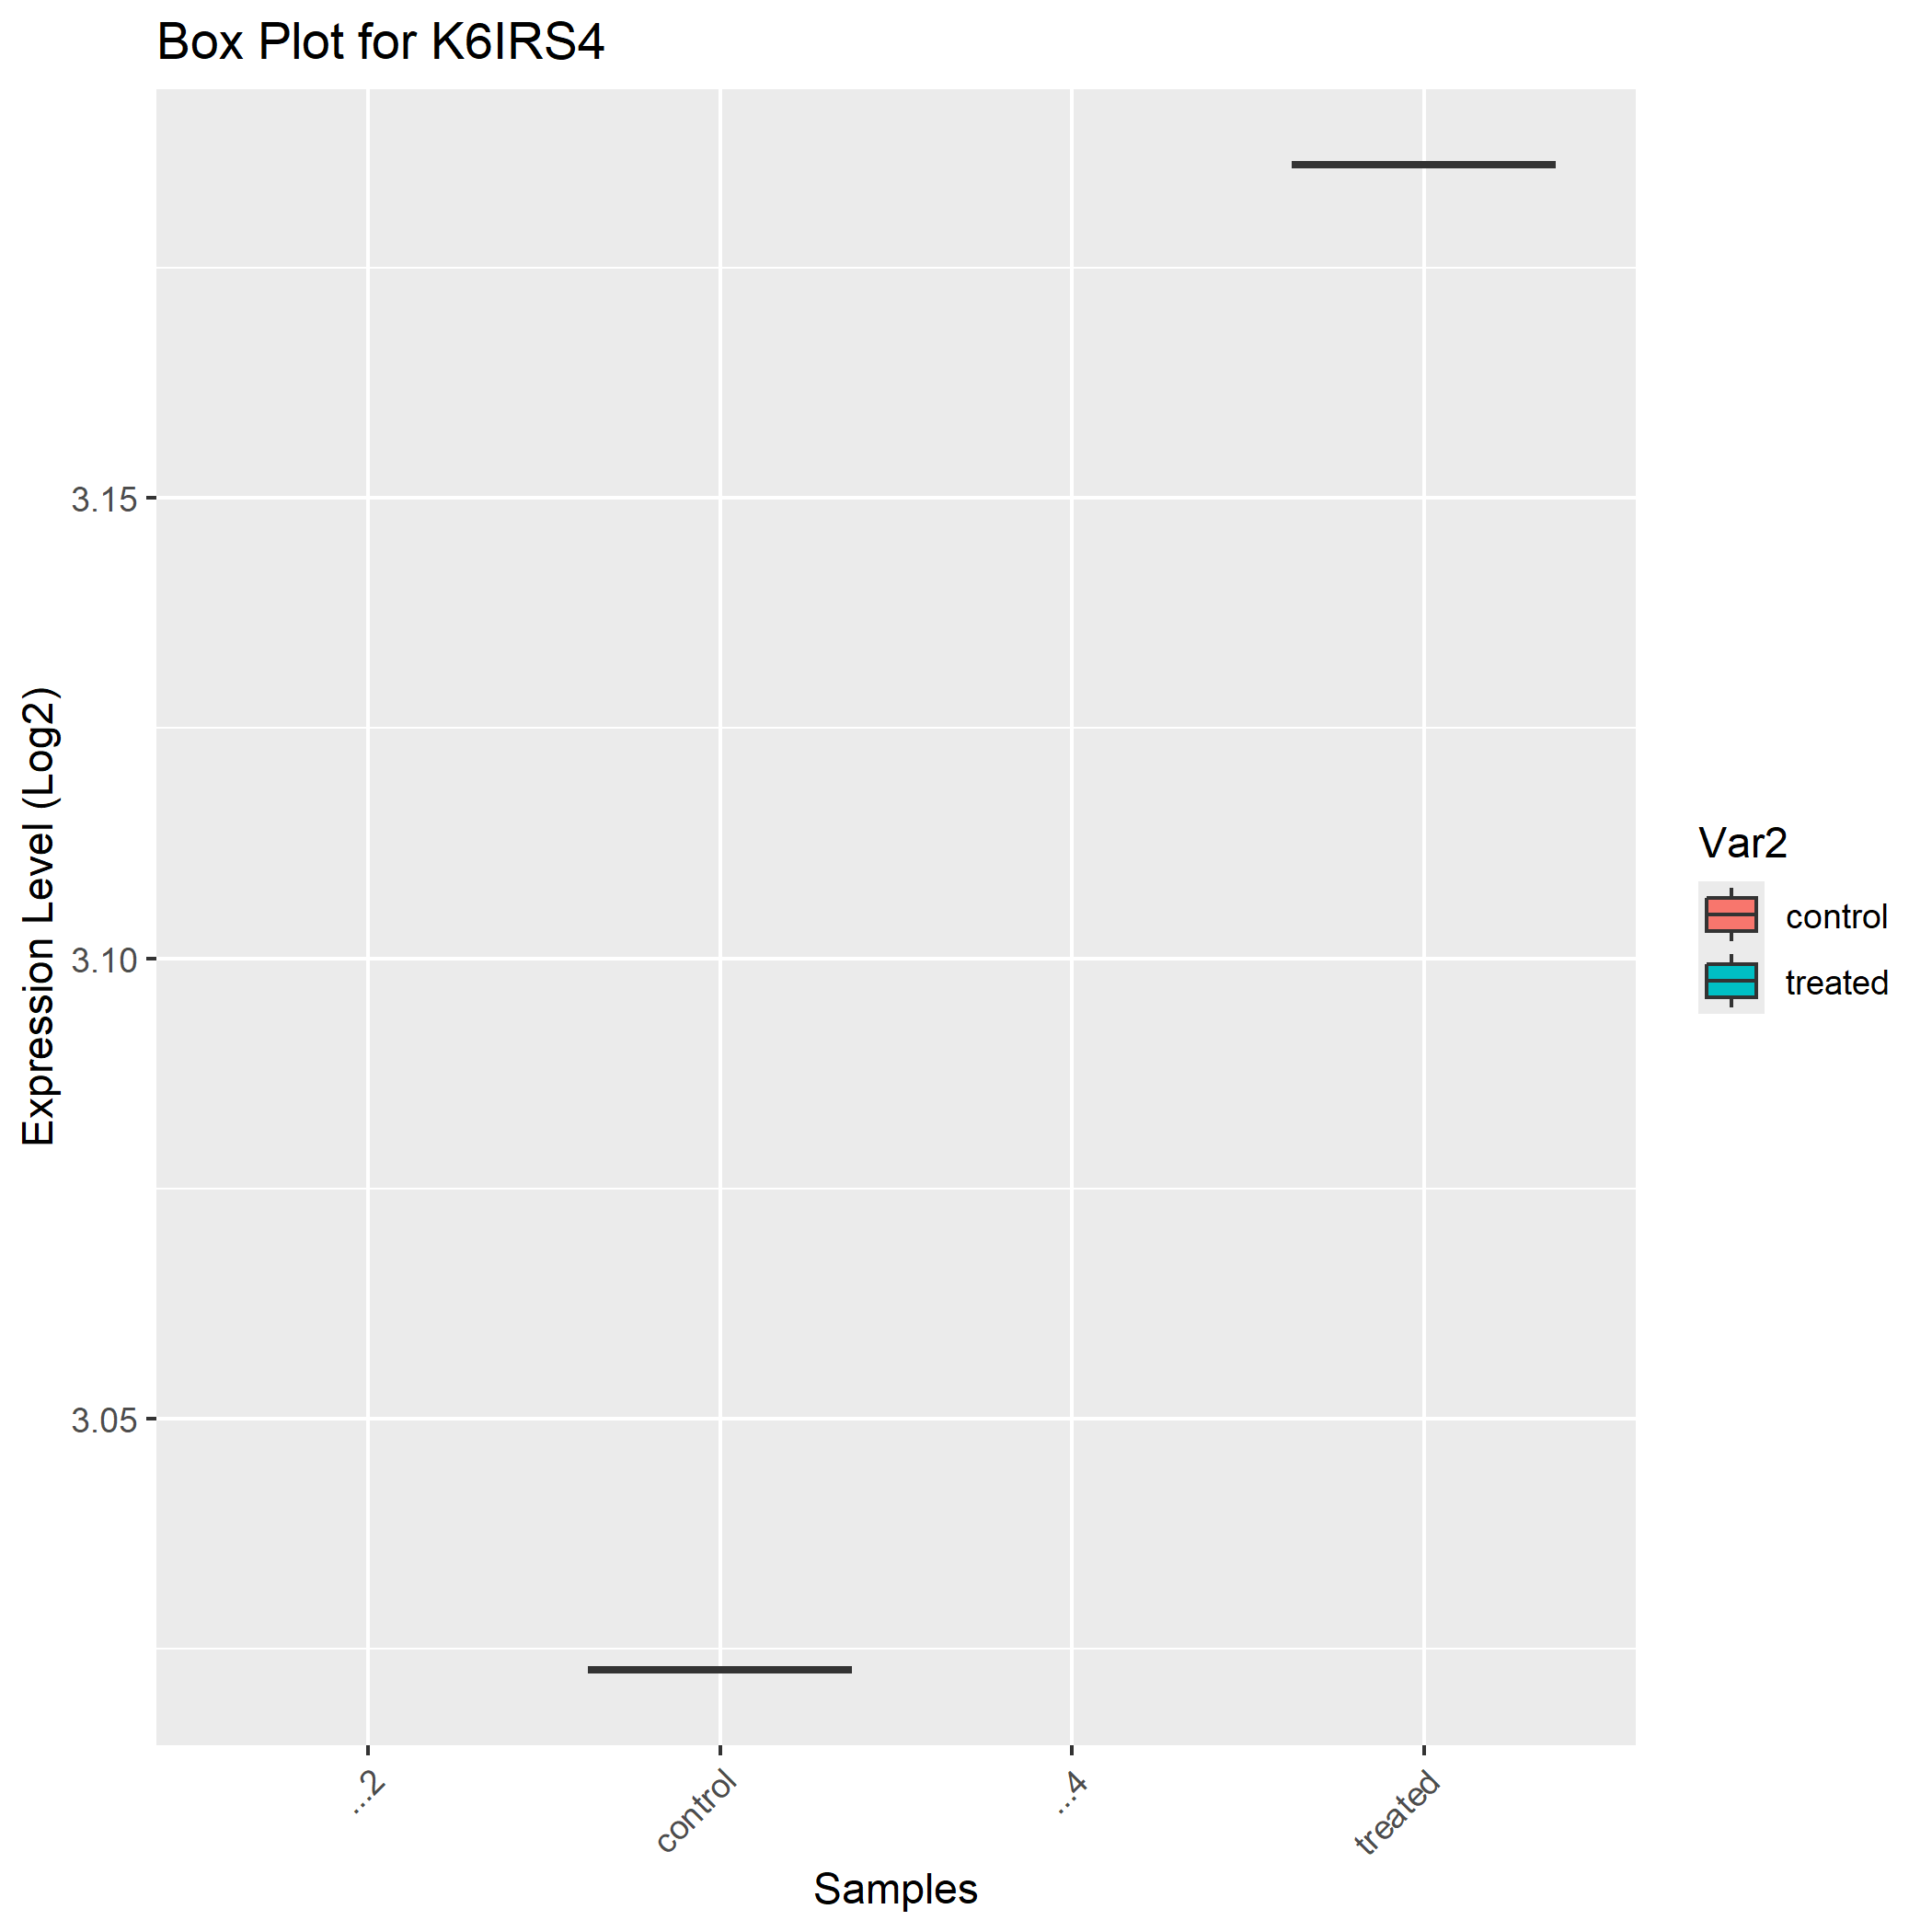 Box Plot for K6IRS4
Expression Level (Log2)
3.15
3.10
3.05
...2
control
...4
treated
Samples
Var2
control
treated